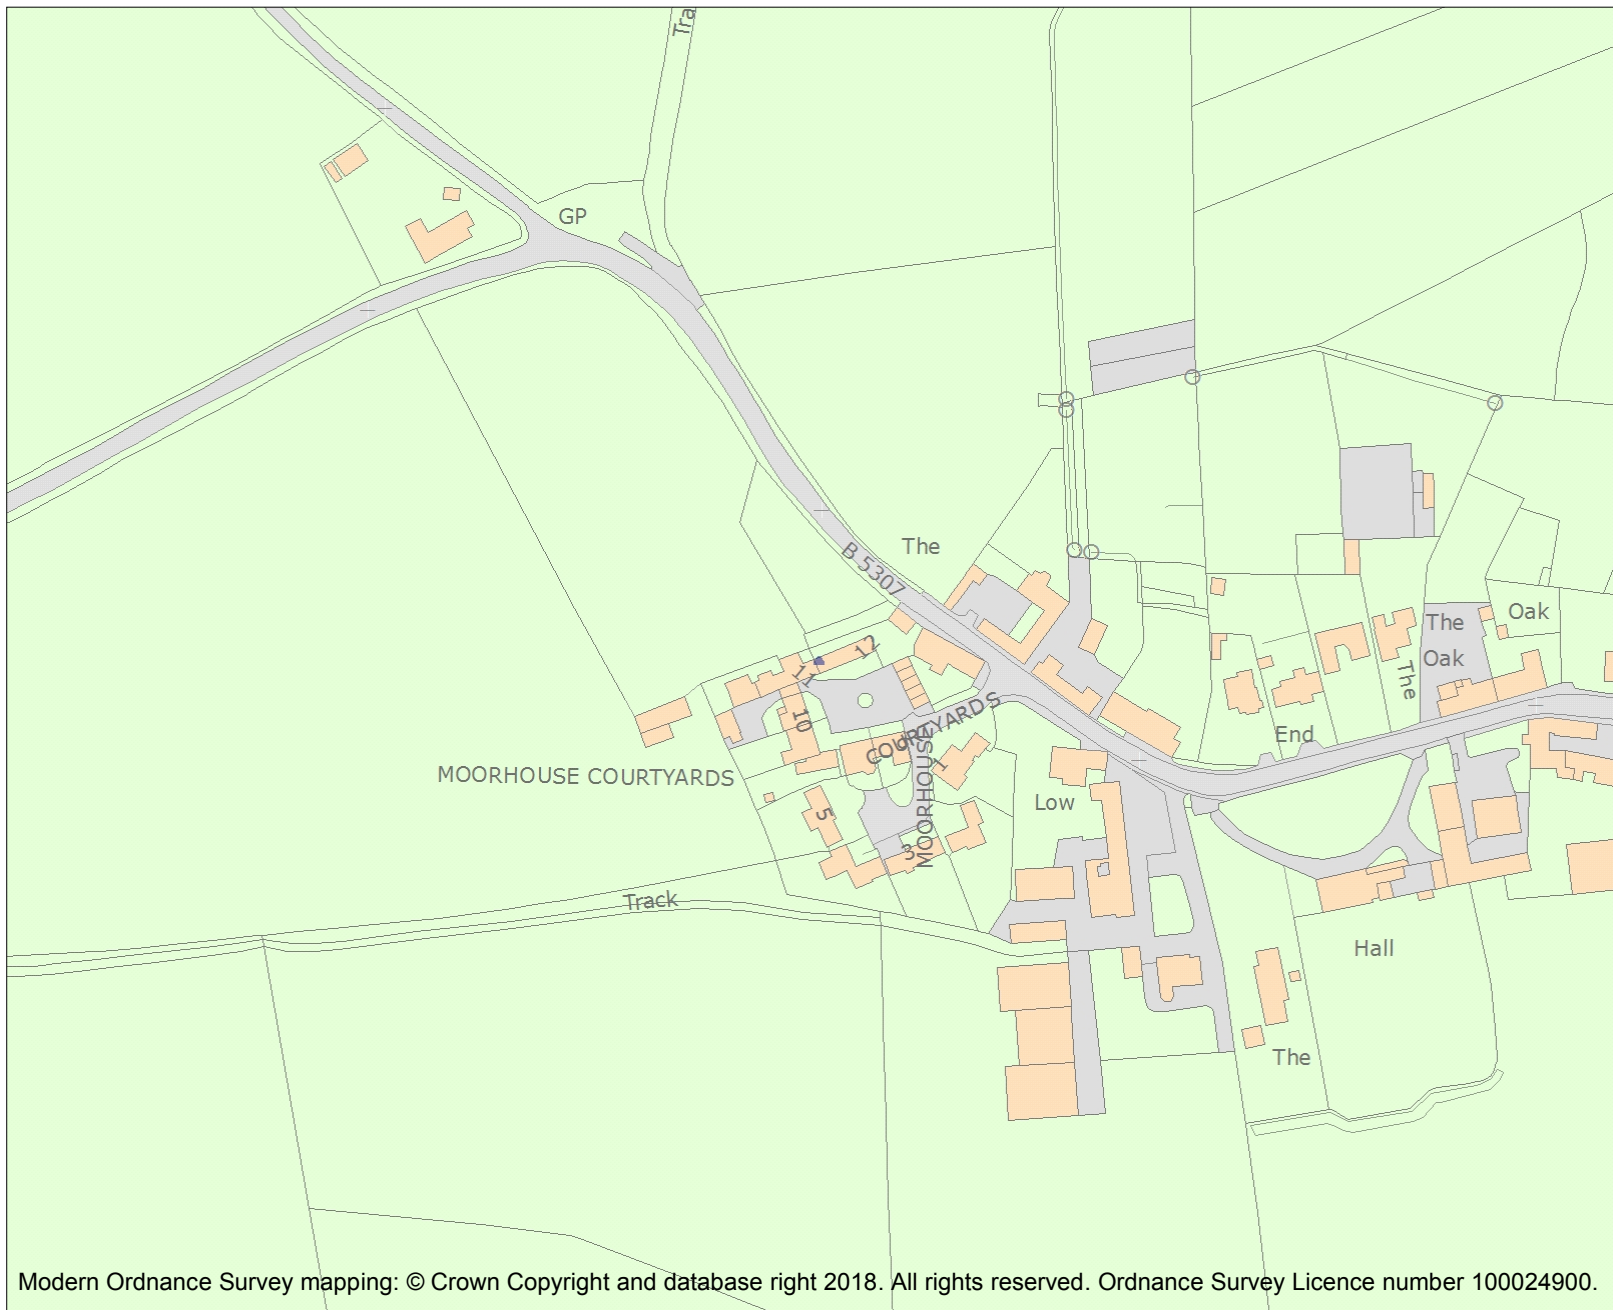 Tra
GP
The
B 5307
12
11
10
COURTYARDS
MOORHOUSE
1
MOORHOUSE COURTYARDS
5
3
Low
The
Oak
Oak
The
End
Track
Hall
The
Modern Ordnance Survey mapping: © Crown Copyright and database right 2018. All rights reserved. Ordnance Survey Licence number 100024900.